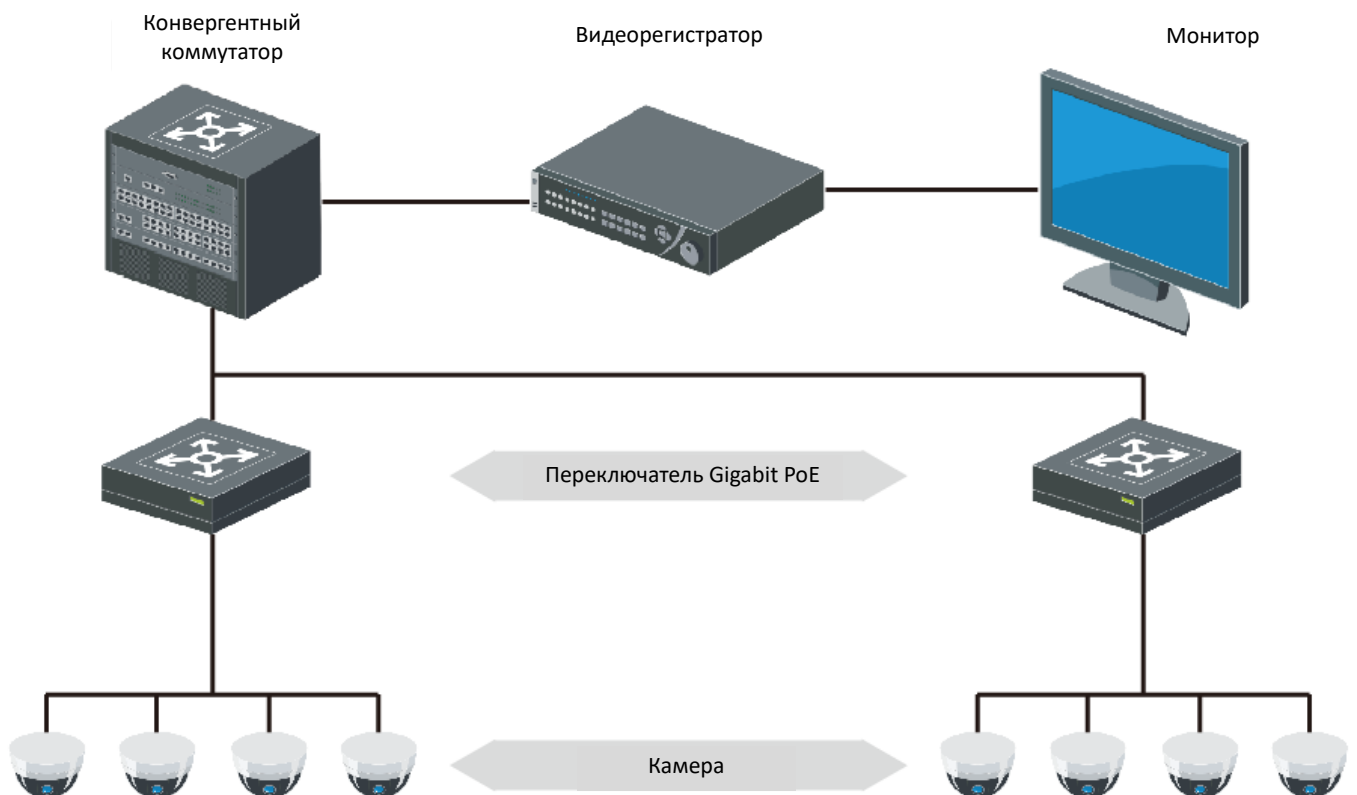 Конвергентный
коммутатор
Видеорегистратор
Монитор
Переключатель Gigabit PoE
Камера